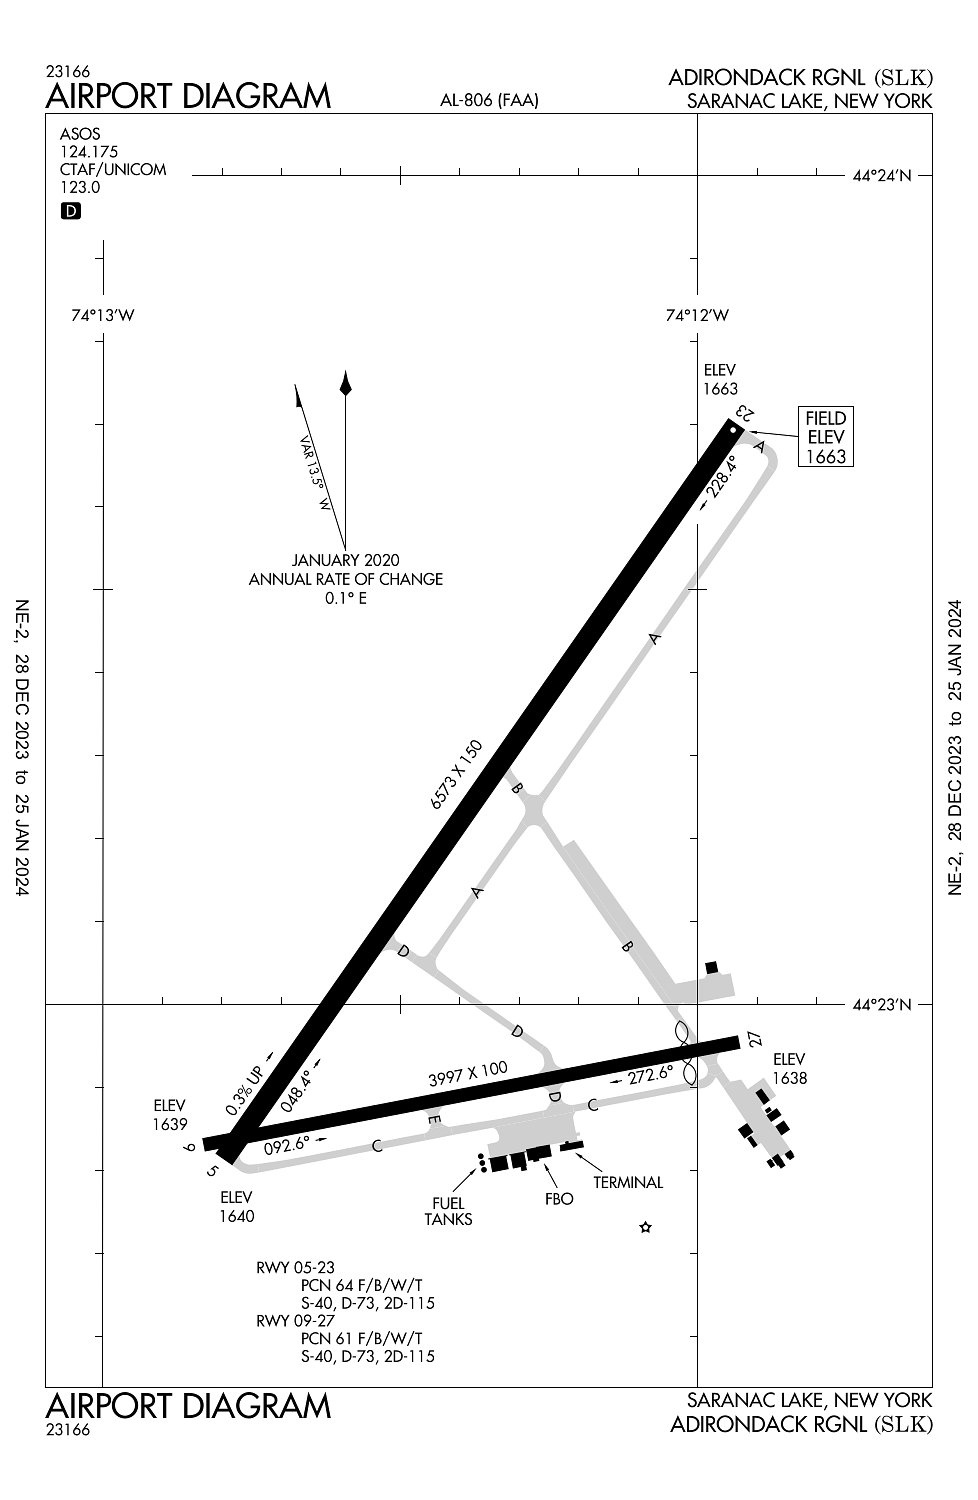 23166
AIRPORT DIAGRAM
AL-806 (FAA)
ADIRONDACK RGNL (SLK)
SARANAC LAKE, NEW YORK
ASOS
124.175
CTAF/UNICOM
123.0
D
44°24'N
74°13'W
74°12'W
ELEV
1663
23
FIELD
ELEV
1663
A
228.4°
VAR 13.5° W
JANUARY 2020
ANNUAL RATE OF CHANGE
0.1° E
NE-2, 28 DEC 2023 to 25 JAN 2024
NE-2, 28 DEC 2023 to 25 JAN 2024
A
6573 X 150
B
A
D
B
44°23'N
D
27
ELEV
1638
0.3% UP
048.4°
3997 X 100
272.6°
D
C
E
ELEV
1639
9
092.6°
C
5
ELEV
1640
FUEL
TANKS
FBO
TERMINAL
RWY 05-23
PCN 64 F/B/W/T
S-40, D-73, 2D-115
RWY 09-27
PCN 61 F/B/W/T
S-40, D-73, 2D-115
AIRPORT DIAGRAM
23166
SARANAC LAKE, NEW YORK
ADIRONDACK RGNL (SLK)